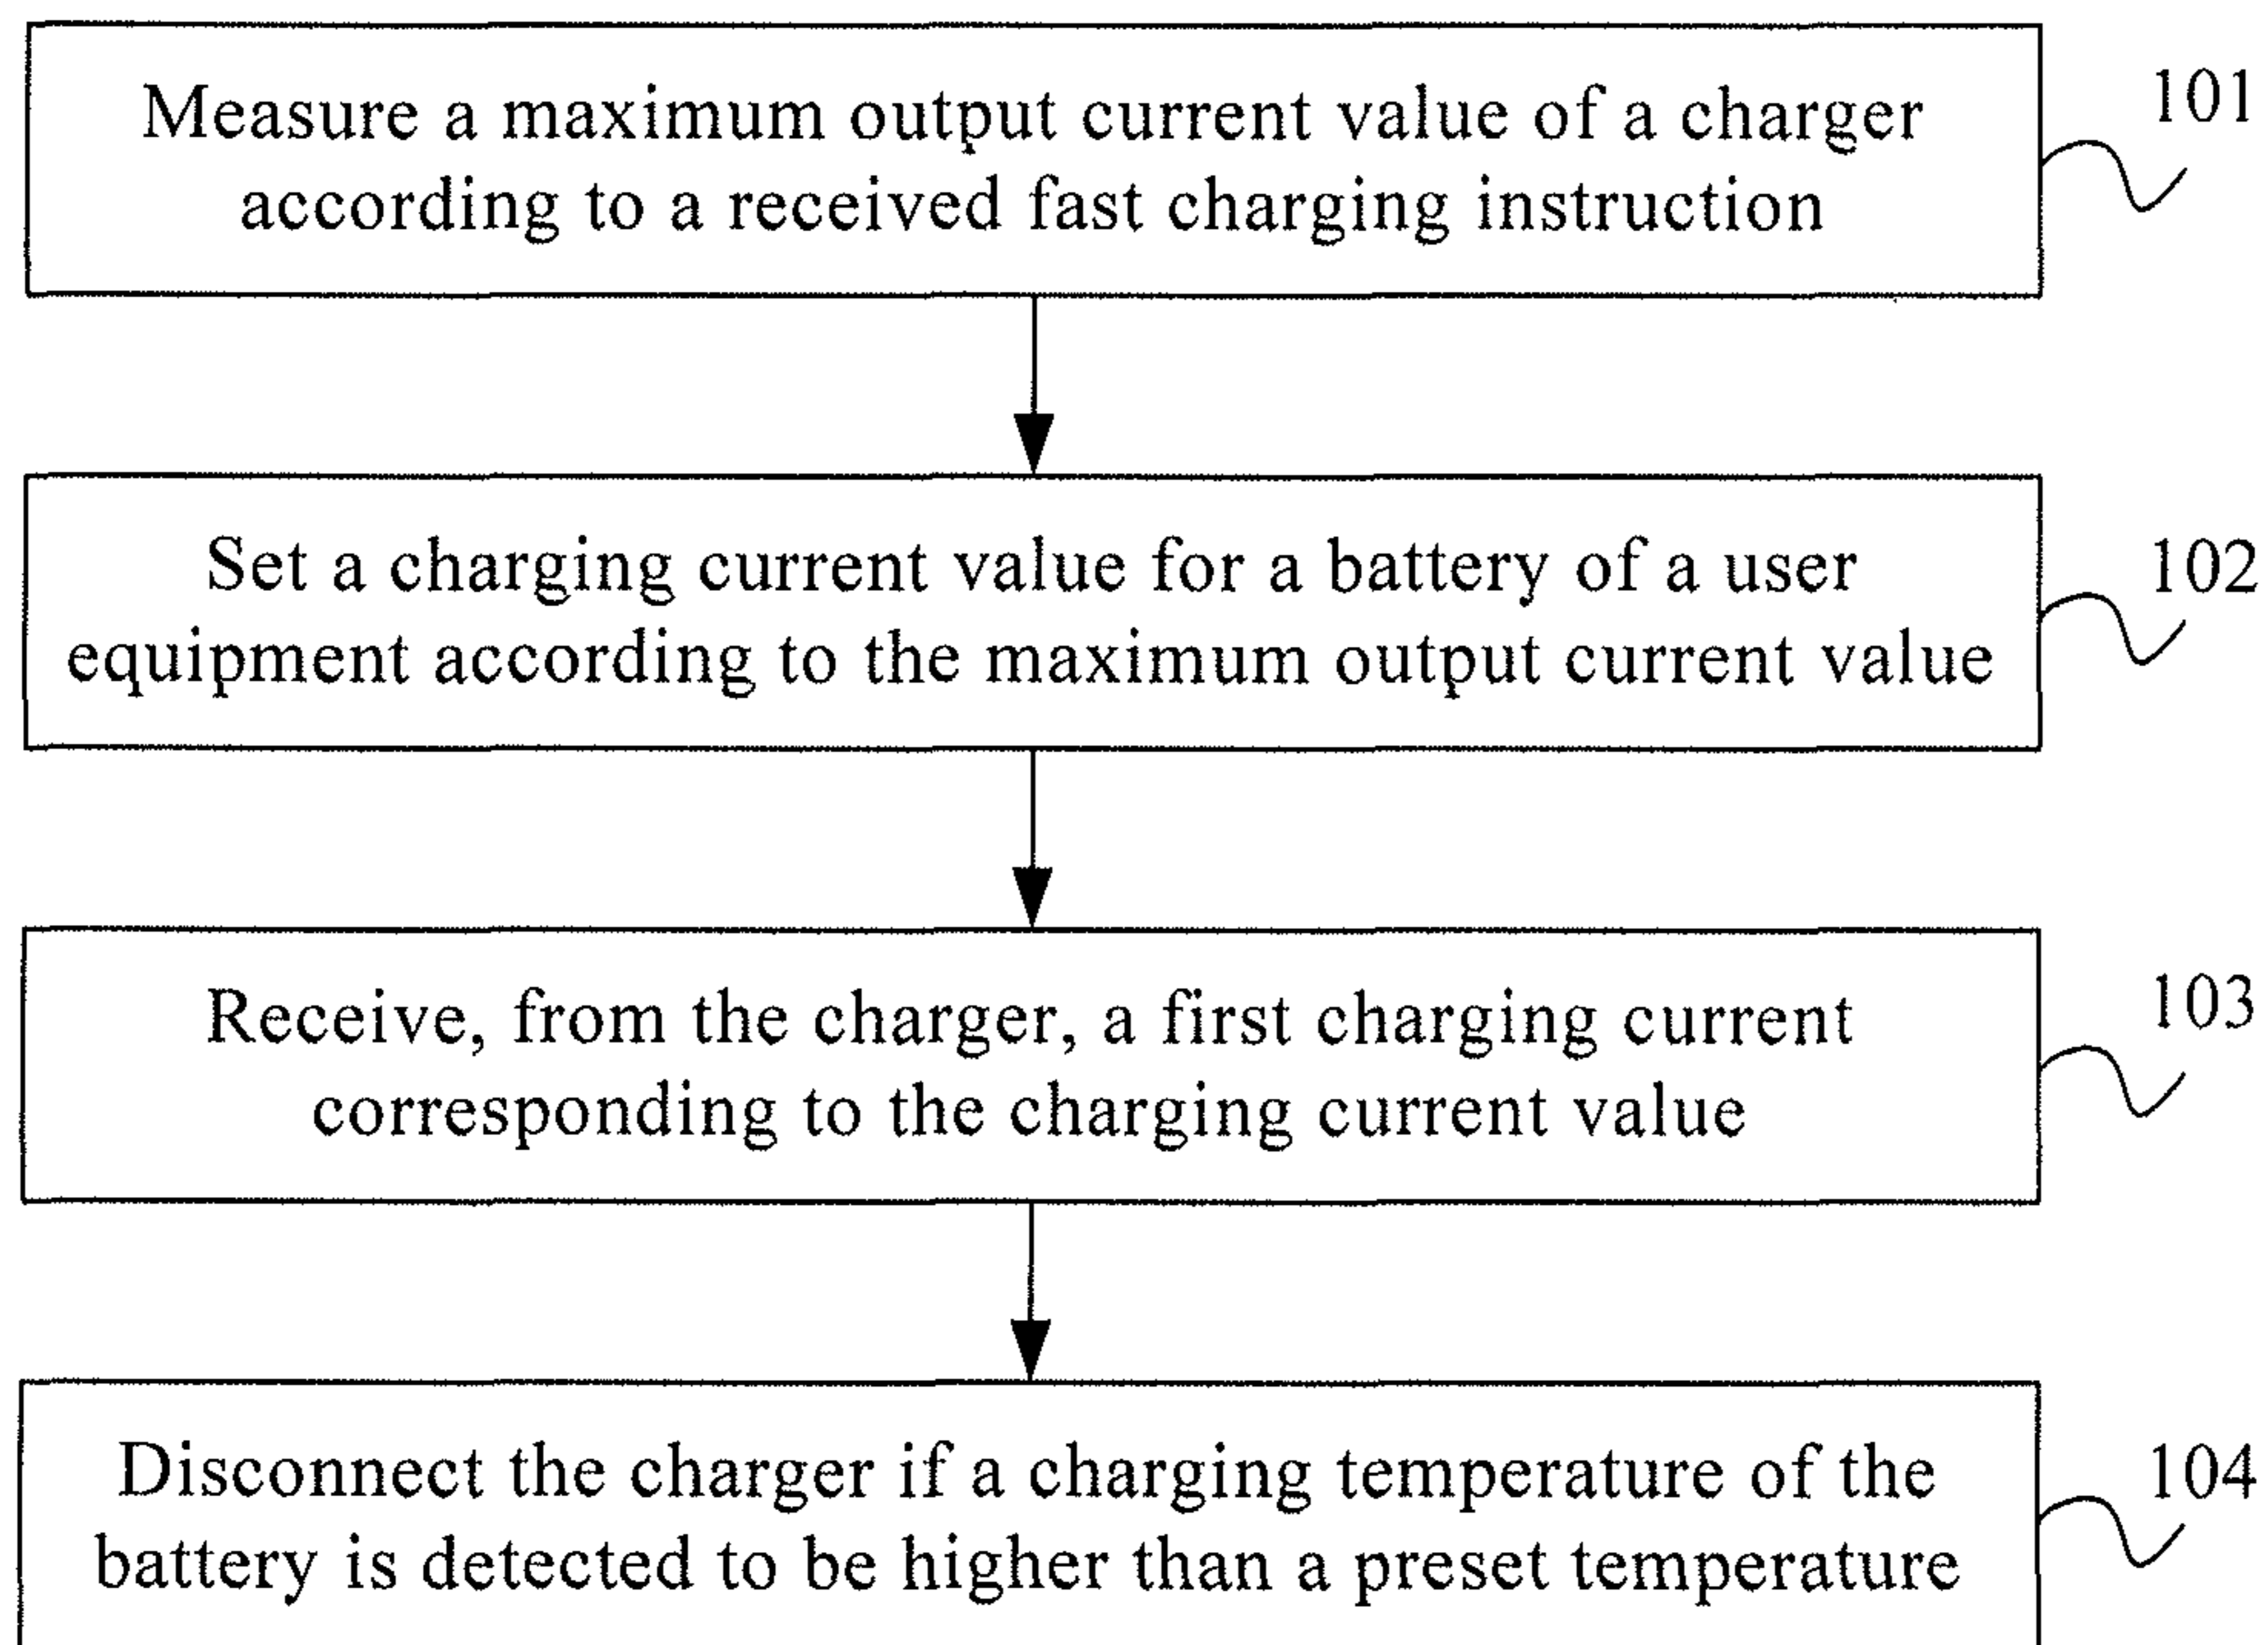 Measure a maximum output current value of a charger
according to a received fast charging instruction
101
Set a charging current value for a battery of a user
equipment according to the maximum output current value
102
Receive, from the charger, a first charging current
corresponding to the charging current value
103
Disconnect the charger if a charging temperature of the
battery is detected to be higher than a preset temperature
104